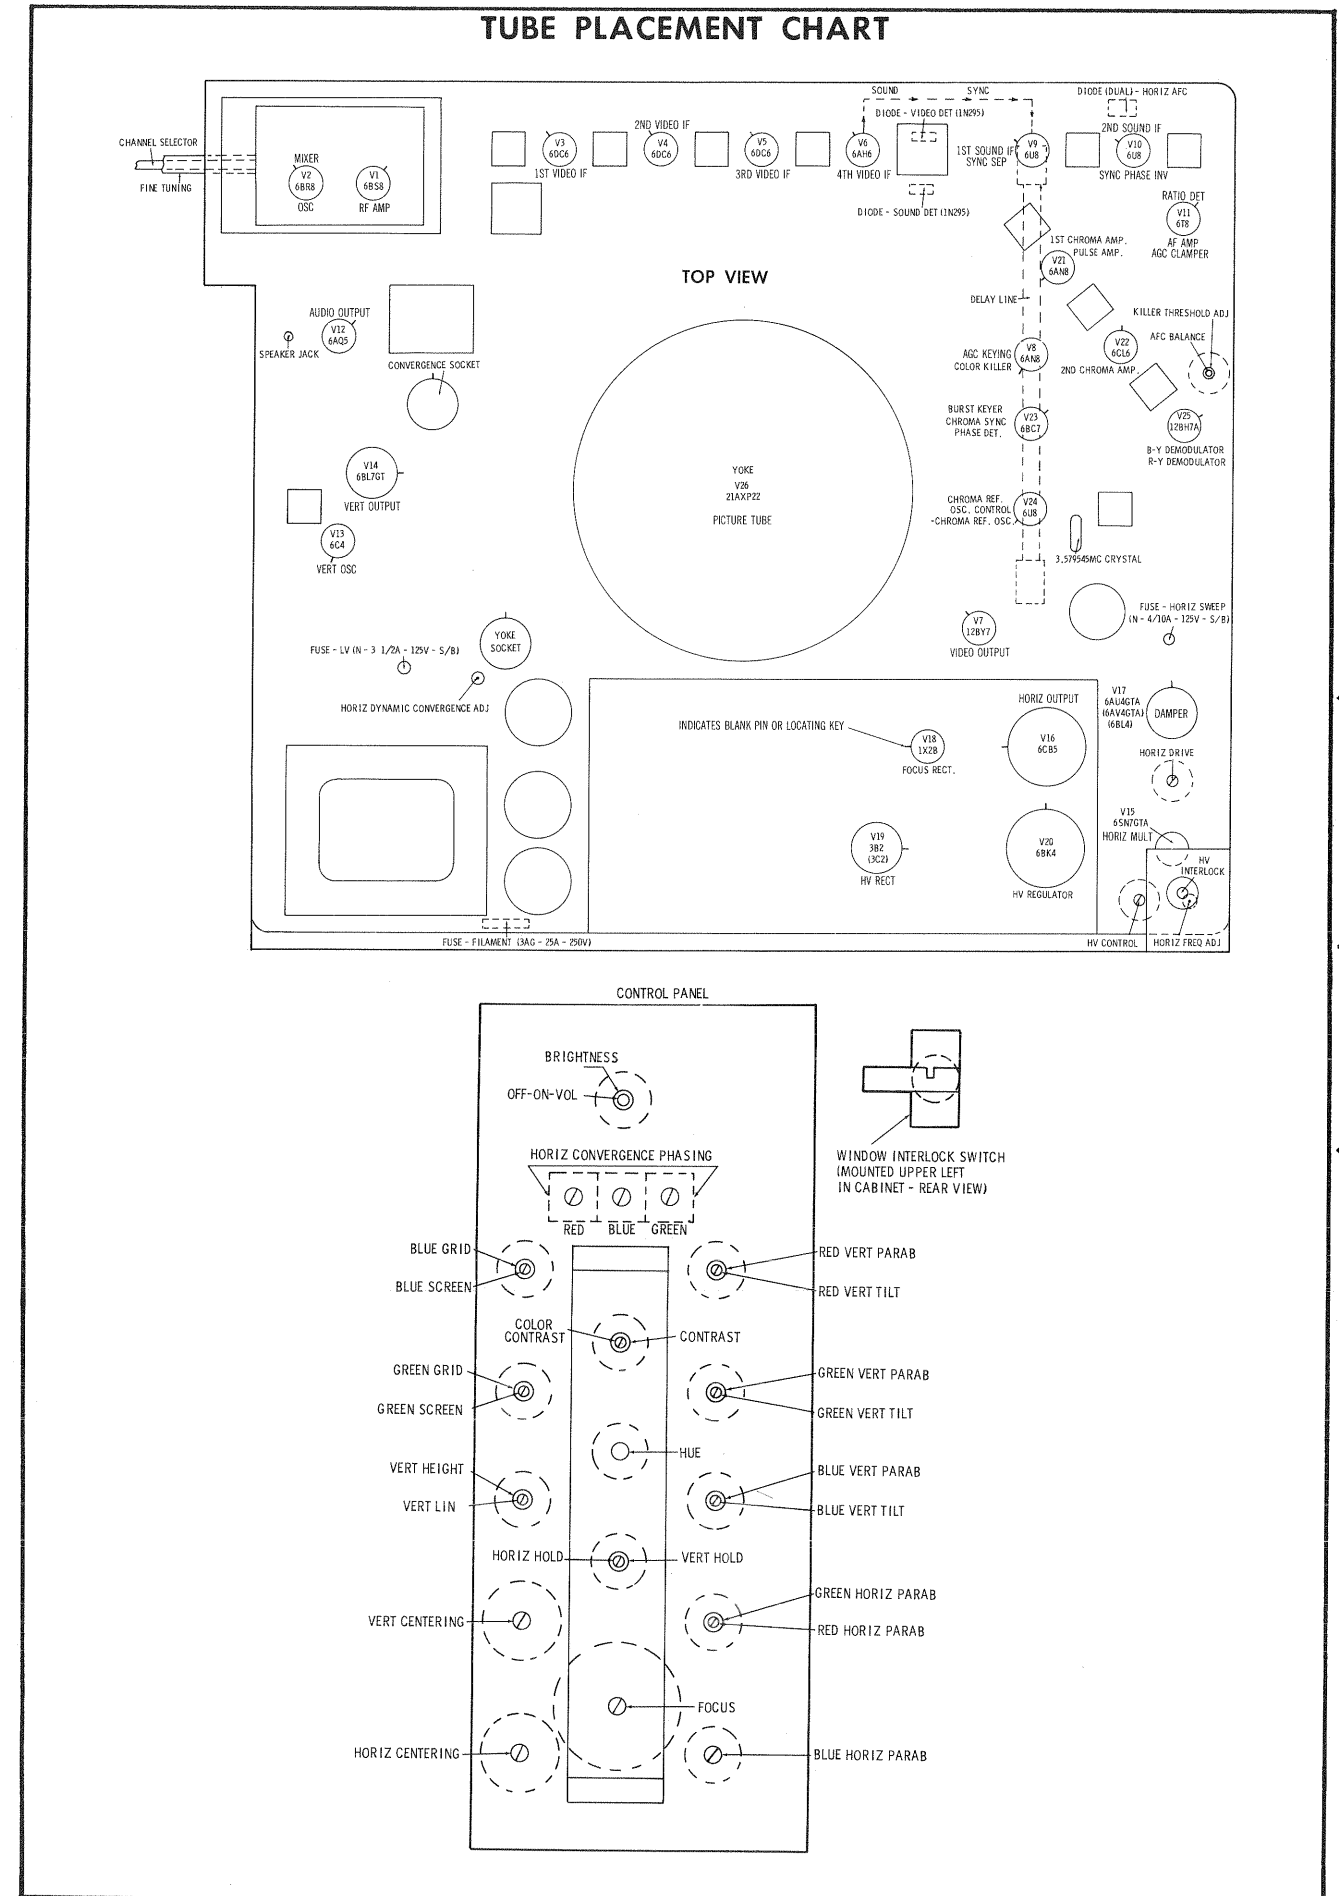 TUBE PLACEMENT CHART
SOUND
SYNC
DIODE (DUAL) - HORIZ AFC
DIODE - VIDEO DET (1N295)
CHANNEL SELECTOR
FINE TUNING
MIXER
V2
6BR8
OSC
V1
6BS8
RF AMP
V3
6DC6
1ST VIDEO IF
2ND VIDEO IF
V4
6DC6
V5
6DC6
3RD VIDEO IF
V6
6AH6
4TH VIDEO IF
1ST SOUND IF
SYNC SEP
V9
6U8
2ND SOUND IF
V10
6U8
SYNC PHASE INV
DIODE - SOUND DET (1N295)
RATIO DET
V11
6T8
AF AMP
AGC CLAMPER
1ST CHROMA AMP.
PULSE AMP.
V21
6AN8
TOP VIEW
DELAY LINE
AUDIO OUTPUT
V12
6AQ5
SPEAKER JACK
CONVERGENCE SOCKET
KILLER THRESHOLD ADJ
AFC BALANCE
V22
6CL6
2ND CHROMA AMP.
AGC KEYING
COLOR KILLER
V8
6AN8
BURST KEYER
CHROMA SYNC
PHASE DET.
V23
6BC7
V25
12BH7A
B-Y DEMODULATOR
R-Y DEMODULATOR
V14
6BL7GT
VERT OUTPUT
YOKE
V26
21AXP22
PICTURE TUBE
CHROMA REF.
OSC. CONTROL
-CHROMA REF. OSC.
V24
6U8
V13
6C4
VERT OSC
3.579545MC CRYSTAL
FUSE - HORIZ SWEEP
(N - 4/10A - 125V - S/B)
V7
12BY7
VIDEO OUTPUT
YOKE
SOCKET
FUSE - LV (N - 3 1/2A - 125V - S/B)
HORIZ DYNAMIC CONVERGENCE ADJ
INDICATES BLANK PIN OR LOCATING KEY
V18
1X2B
FOCUS RECT.
HORIZ OUTPUT
V16
6CB5
V17
6AU4GTA
(6AV4GTA)
(6BL4)
DAMPER
HORIZ DRIVE
V15
6SN7GTA
HORIZ MULT
V19
3B2
(3C2)
HV RECT
V20
6BK4
HV REGULATOR
HV
INTERLOCK
FUSE - FILAMENT (3AG - 25A - 250V)
HV CONTROL
HORIZ FREQ ADJ
CONTROL PANEL
BRIGHTNESS
OFF-ON-VOL
HORIZ CONVERGENCE PHASING
RED
BLUE
GREEN
WINDOW INTERLOCK SWITCH
(MOUNTED UPPER LEFT
IN CABINET - REAR VIEW)
BLUE GRID
BLUE SCREEN
RED VERT PARAB
RED VERT TILT
COLOR
CONTRAST
CONTRAST
GREEN GRID
GREEN SCREEN
GREEN VERT PARAB
GREEN VERT TILT
HUE
VERT HEIGHT
VERT LIN
BLUE VERT PARAB
BLUE VERT TILT
HORIZ HOLD
VERT HOLD
VERT CENTERING
GREEN HORIZ PARAB
RED HORIZ PARAB
FOCUS
HORIZ CENTERING
BLUE HORIZ PARAB